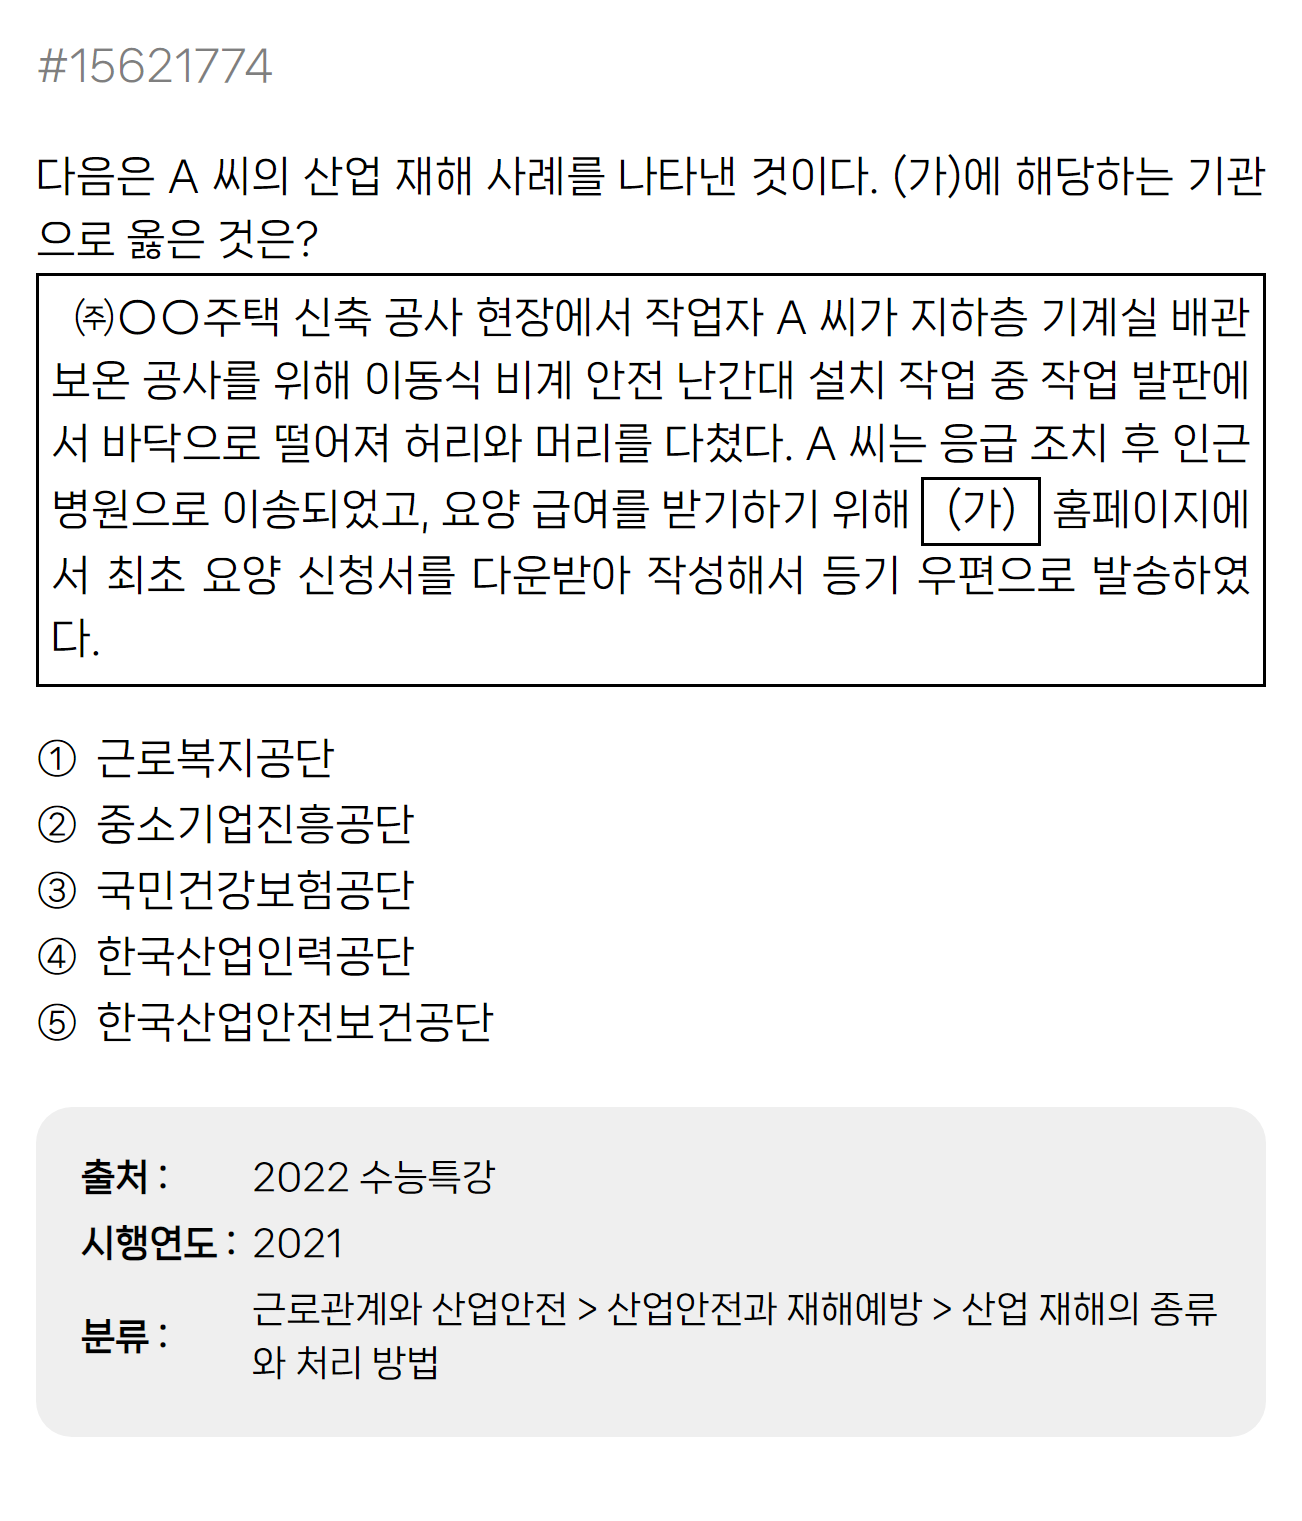 #15621774
다음은 A 씨의 산업 재해 사례를 나타낸 것이다. (가)에 해당하는 기관
으로 옳은 것은?
㈜〇〇주택 신축 공사 현장에서 작업자 A 씨가 지하층 기계실 배관
보온 공사를 위해 이동식 비계 안전 난간대 설치 작업 중 작업 발판에
서 바닥으로 떨어져 허리와 머리를 다쳤다. A 씨는 응급 조치 후 인근
병원으로 이송되었고, 요양 급여를 받기하기 위해 (가) 홈페이지에
서 최초 요양 신청서를 다운받아 작성해서 등기 우편으로 발송하였
다.
① 근로복지공단
② 중소기업진흥공단
③ 국민건강보험공단
④ 한국산업인력공단
⑤ 한국산업안전보건공단
출처 : 2022 수능특강
시행연도 : 2021
분류 : 근로관계와 산업안전 > 산업안전과 재해예방 > 산업 재해의 종류
와 처리 방법